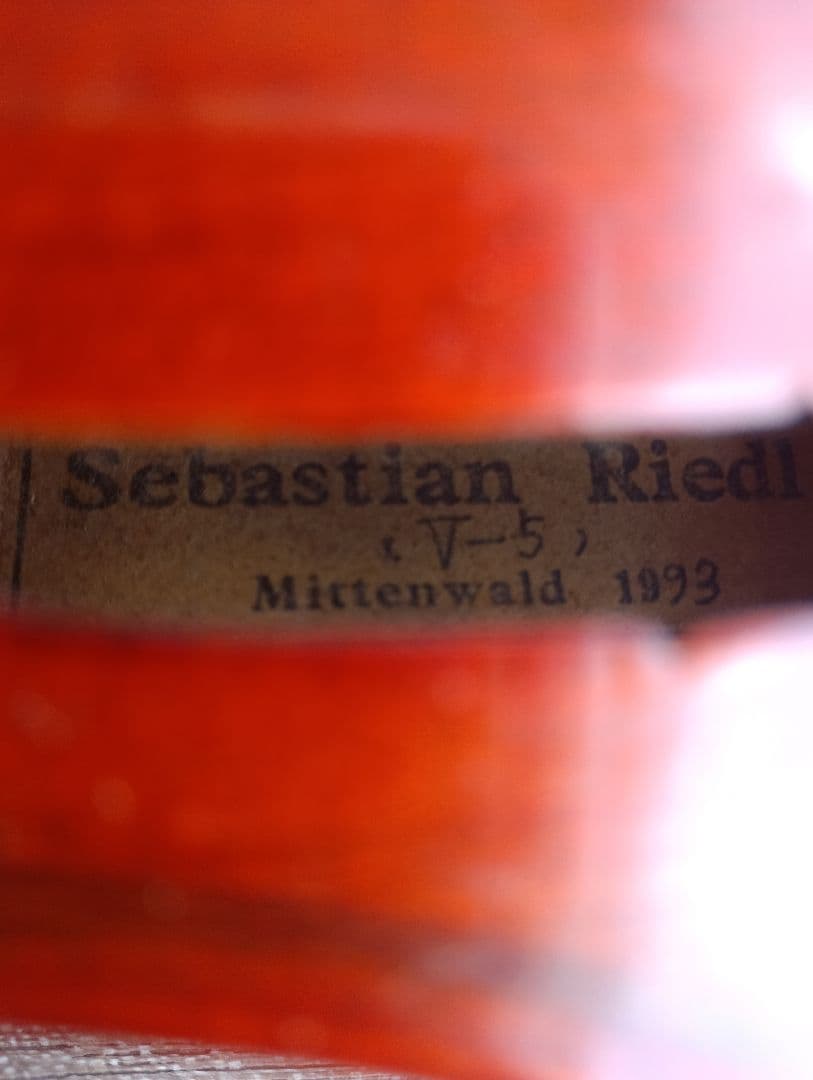 Sebastian Riedl
(V-5)
Mittenwald 1993